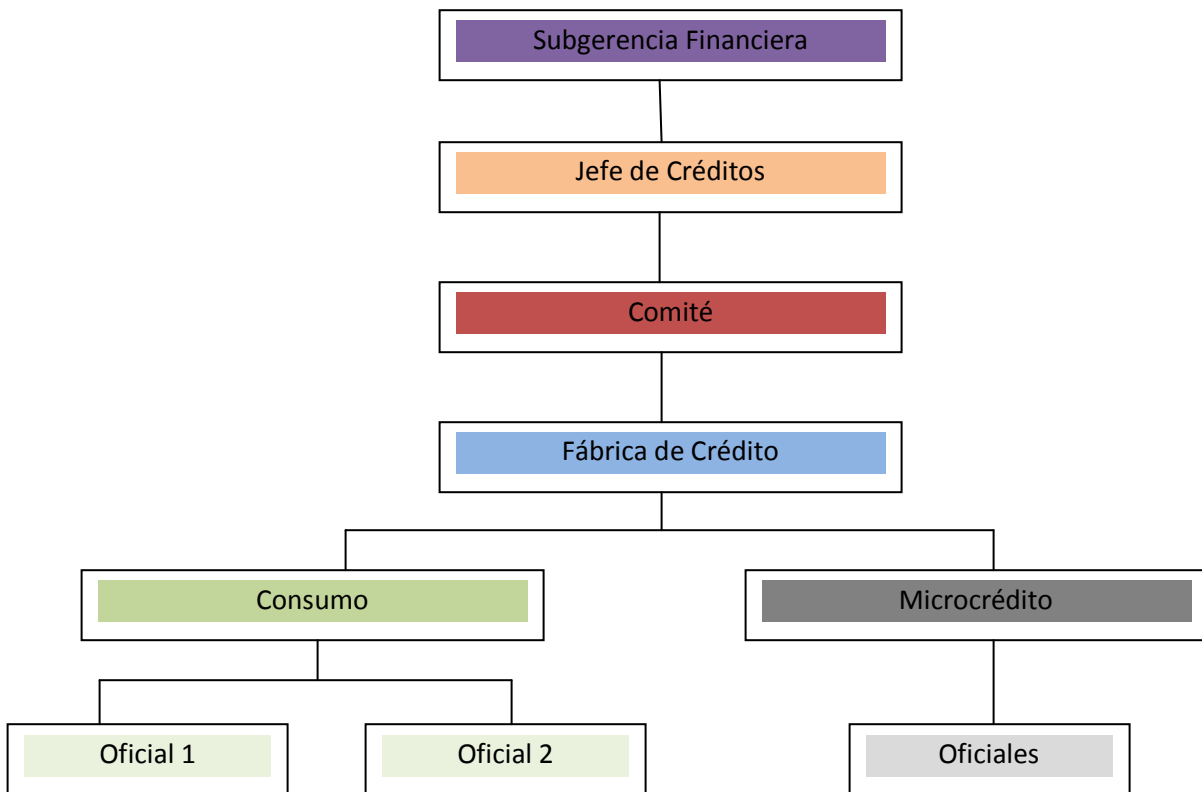 Subgerencia Financiera
Jefe de Créditos
Comité
Fábrica de Crédito
Consumo
Microcrédito
Oficial 1
Oficial 2
Oficiales